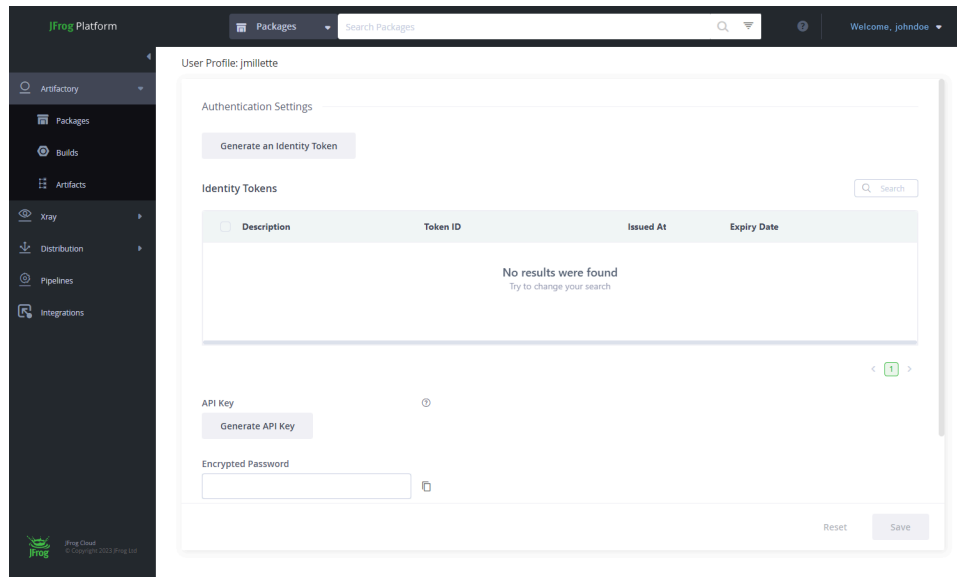 JFrog Platform
Packages
Search Packages
?
Welcome, johndoe
User Profile: jmillette
Artifactory
Packages
Builds
Artifacts
Xray
Distribution
Pipelines
Integrations
Authentication Settings
Generate an Identity Token
Identity Tokens
Search
Description Token ID Issued At Expiry Date
No results were found
Try to change your search
< 1 >
API Key ?
Generate API Key
Encrypted Password
Reset Save
JFrog
JFrog Cloud
© Copyright 2023 JFrog Ltd